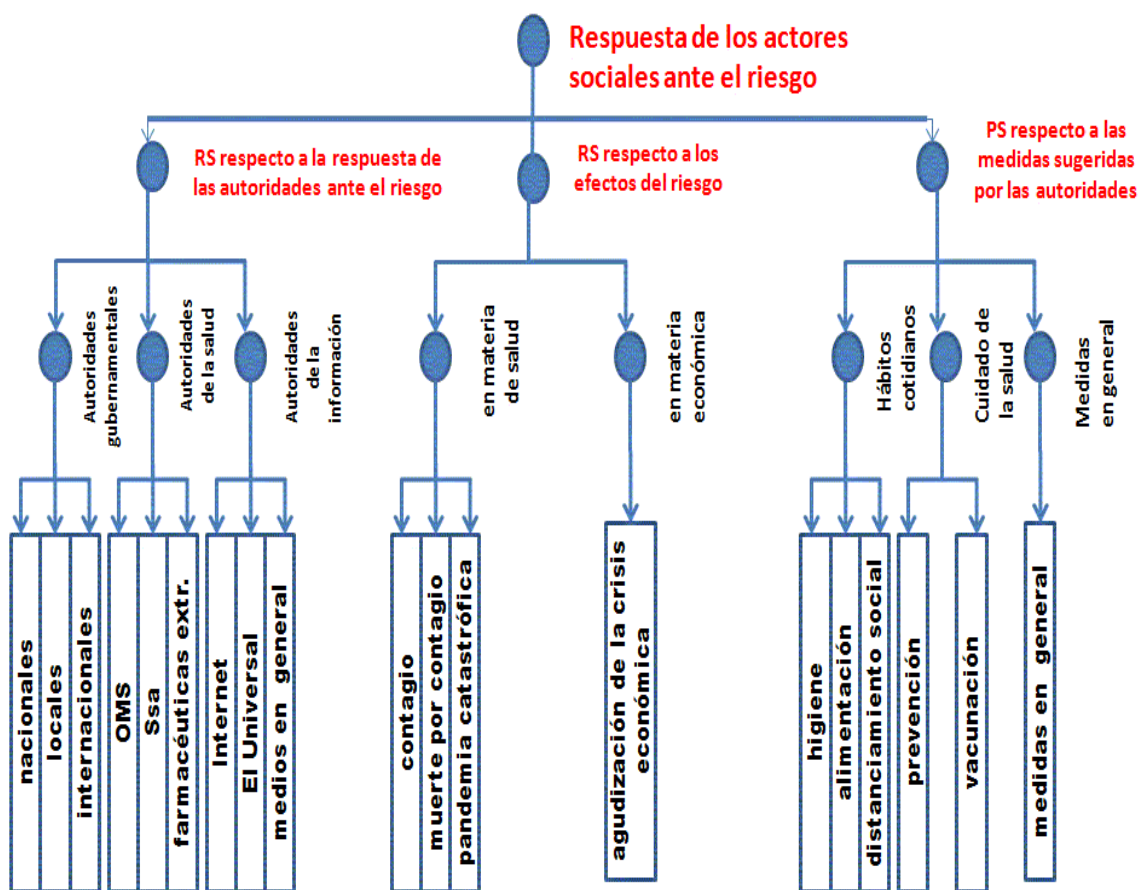 Respuesta de los actores
sociales ante el riesgo
RS respecto a la respuesta de
las autoridades ante el riesgo
RS respecto a los
efectos del riesgo
PS respecto a las
medidas sugeridas
por las autoridades
Autoridades
gubernamentales
Autoridades
de la salud
Autoridades
de la
información
en materia
de salud
en materia
económica
Hábitos
cotidianos
Cuidado de
la salud
Medidas
en general
nacionales
locales
internacionales
OMS
Ssa
farmacéuticas extr.
Internet
El Universal
medios en general
contagio
muerte por contagio
pandemia catastrófica
agudización de la crisis
económica
higiene
alimentación
distanciamiento social
prevención
vacunación
medidas en general